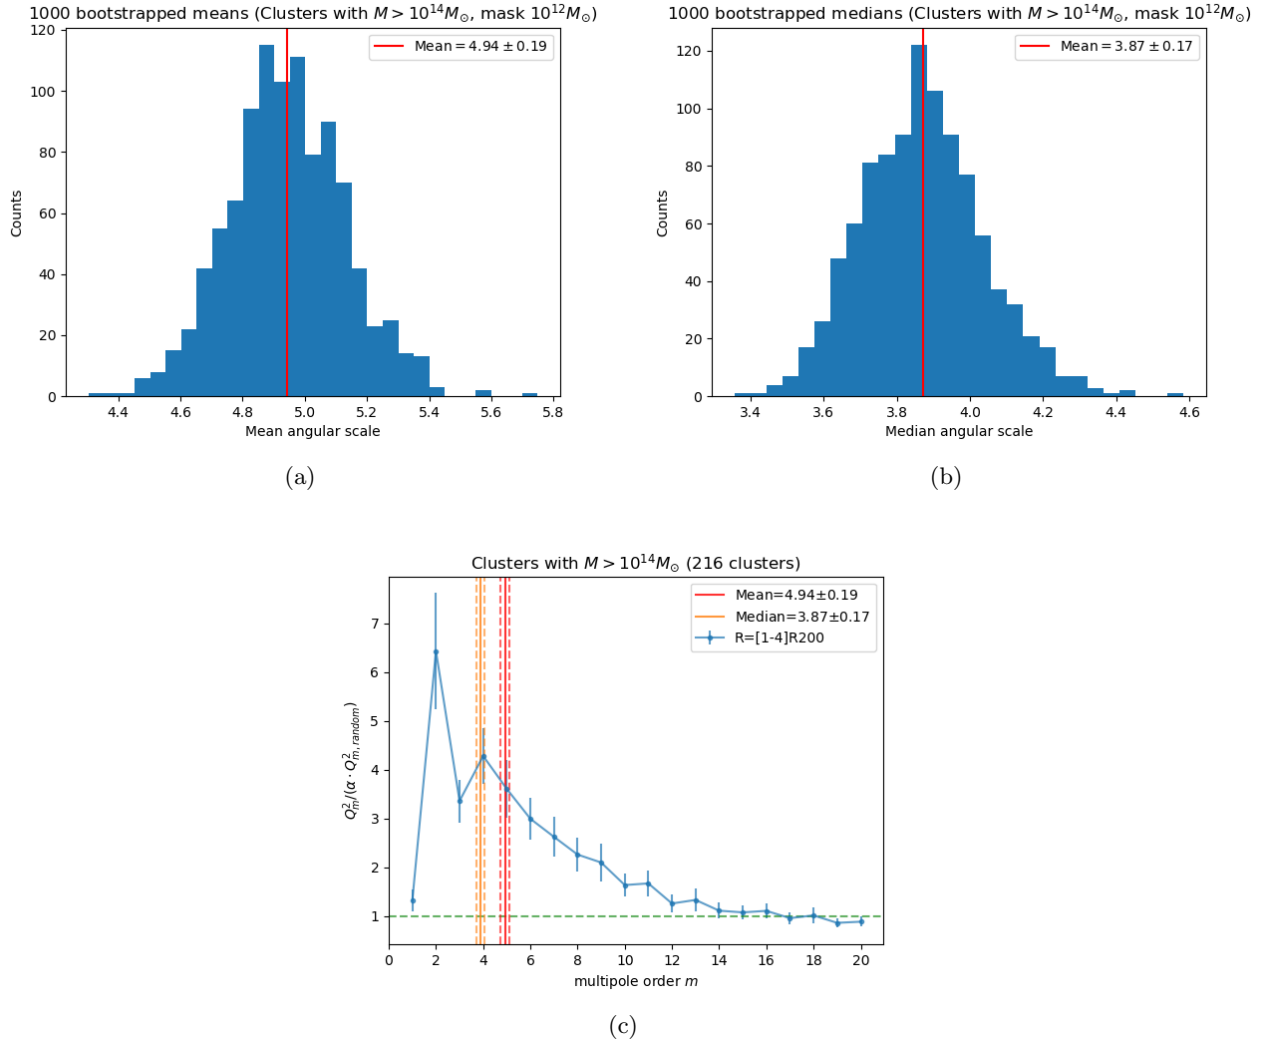 1000 bootstrapped means (Clusters with $M > 10^{14}M_{\odot}$, mask $10^{12}M_{\odot}$)
Mean = 4.94 ± 0.19
120
100
80
60
40
20
0
Counts
4.4 4.6 4.8 5.0 5.2 5.4 5.6 5.8
Mean angular scale
(a)
1000 bootstrapped medians (Clusters with $M > 10^{14}M_{\odot}$, mask $10^{12}M_{\odot}$)
Mean = 3.87 ± 0.17
120
100
80
60
40
20
0
Counts
3.4 3.6 3.8 4.0 4.2 4.4 4.6
Median angular scale
(b)
Clusters with $M > 10^{14}M_{\odot}$ (216 clusters)
Mean=4.94±0.19
Median=3.87±0.17
R=[1-4]R200
7
6
5
4
3
2
1
$Q_m^2/(\alpha \cdot Q_{m,random}^2)$
0 2 4 6 8 10 12 14 16 18 20
multipole order $m$
(c)